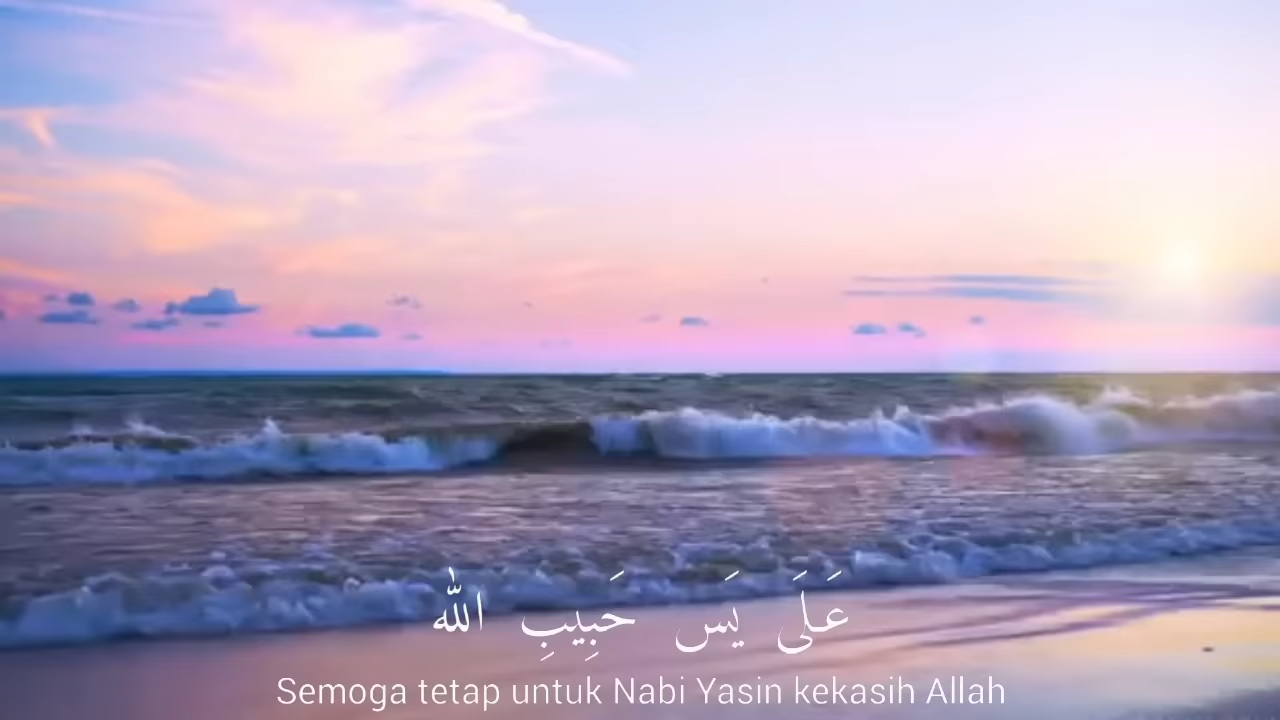 عَلَى يَس حَبِيبِ الله
Semoga tetap untuk Nabi Yasin kekasih Allah